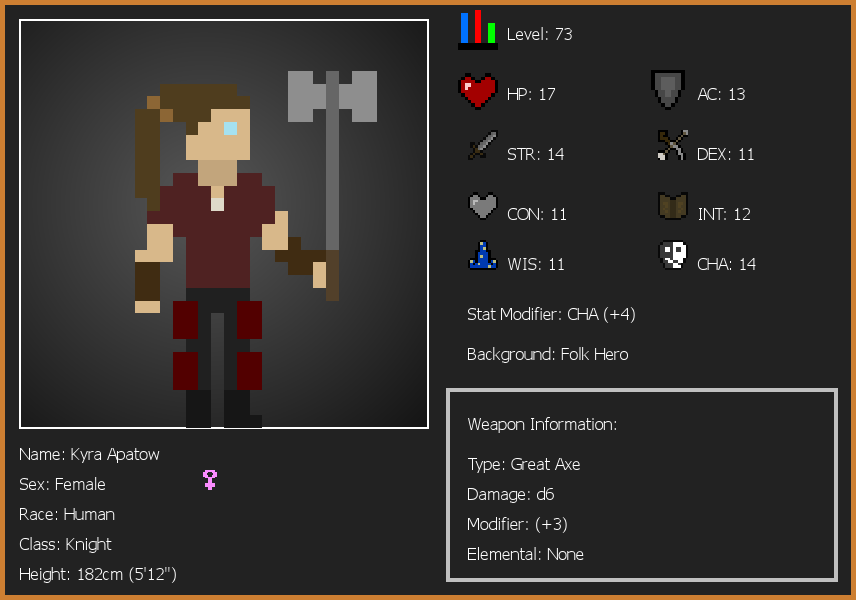 Level: 73
HP: 17
AC: 13
STR: 14
DEX: 11
CON: 11
INT: 12
WIS: 11
CHA: 14
Stat Modifier: CHA (+4)
Background: Folk Hero
Weapon Information:
Type: Great Axe
Damage: d6
Modifier: (+3)
Elemental: None
Name: Kyra Apatow
Sex: Female
Race: Human
Class: Knight
Height: 182cm (5'12")